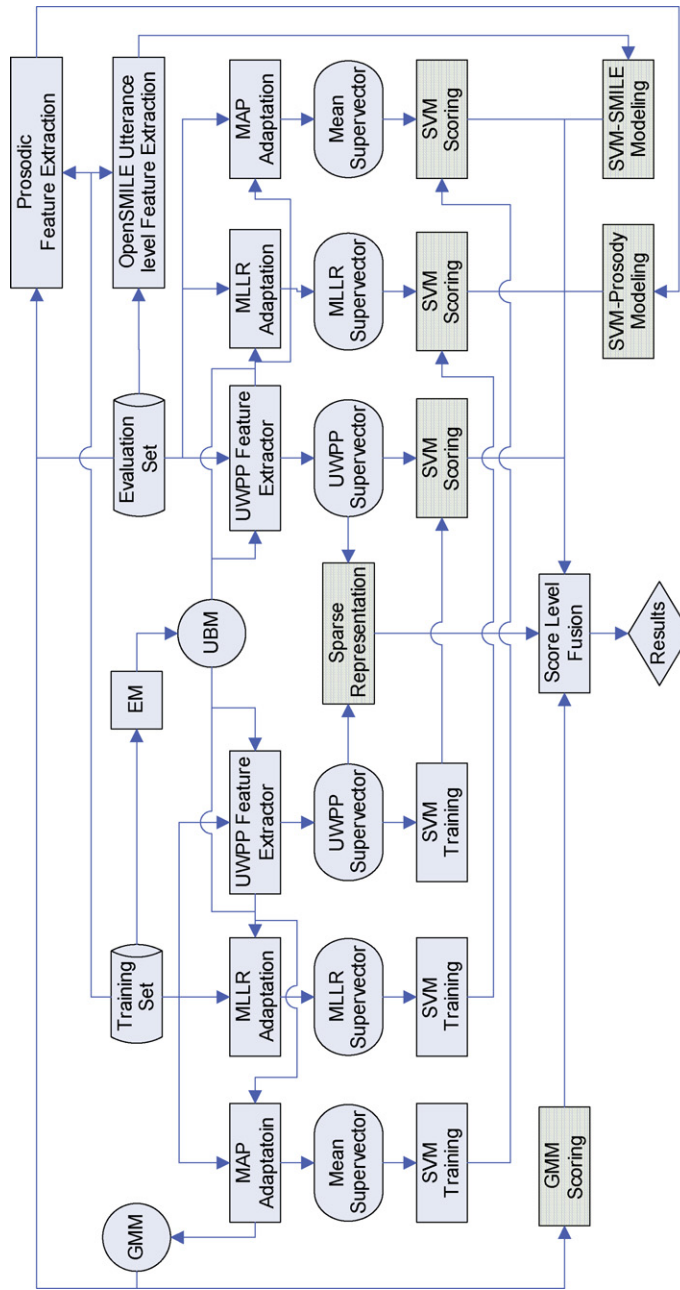 Prosodic
Feature Extraction
OpenSMILE Utterance
level Feature Extraction
Training
Set
EM
Evaluation
Set
GMM
UBM
MAP
Adaptatoin
MLLR
Adaptation
UWPP Feature
Extractor
UWPP Feature
Extractor
MLLR
Adaptation
MAP
Adaptation
Mean
Supervector
MLLR
Supervector
UWPP
Supervector
Sparse
Representation
UWPP
Supervector
MLLR
Supervector
Mean
Supervector
SVM
Training
SVM
Training
SVM
Training
SVM
Scoring
SVM
Scoring
SVM
Scoring
GMM
Scoring
Score Level
Fusion
SVM-Prosody
Modeling
SVM-SMILE
Modeling
Results